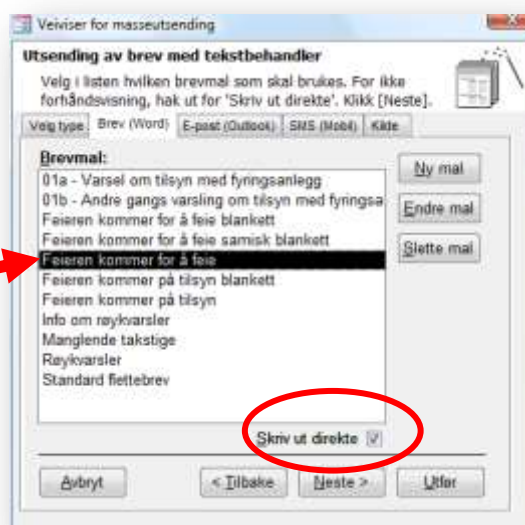 Veiviser for masseutsending
Utsending av brev med tekstbehandler
Velg i listen hvilken brevmal som skal brukes. For ikke
forhåndsvisning, hak ut for 'Skriv ut direkte'. Klikk [Neste].
Velg type Brev (Word) E-post (Outlook) SMS (Mobil) Kilde
Brevmal:
01a - Varsel om tilsyn med fyringsanlegg
01b - Andre gangs varsling om tilsyn med fyringsa
Feieren kommer for å feie blankett
Feieren kommer for å feie samisk blankett
Feieren kommer for å feie
Feieren kommer på tilsyn blankett
Feieren kommer på tilsyn
Info om røykvarsler
Manglende takstige
Røykvarsler
Standard flettebrev
Ny mal
Endre mal
Slette mal
Skriv ut direkte
Avbryt < Tilbake Neste > Utfør